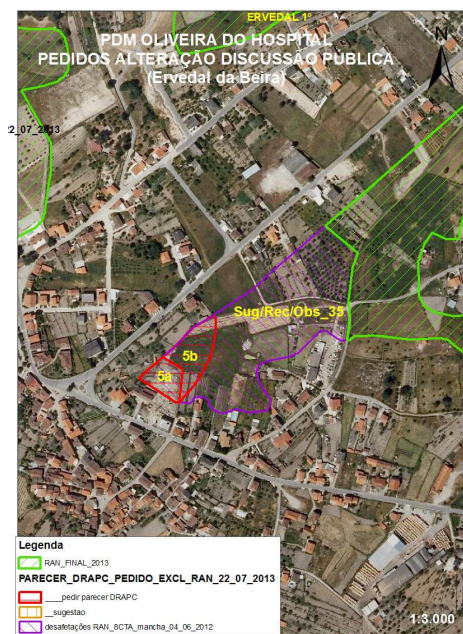 ERVEDAL 1º
PDM OLIVEIRA DO HOSPITAL
PEDIDOS ALTERAÇÃO DISCUSSÃO PUBLICA
(Ervedal da Beira)
N
2_07_2013
Sug/Rec/Obs_35
5b
5a
Legenda
RAN_FINAL_2013
PARECER_DRAPC_PEDIDO_EXCL_RAN_22_07_2013
____pedir parecer DRAPC
__sugestao
desafetações RAN_8CTA_mancha_04_06_2012
1:3.000